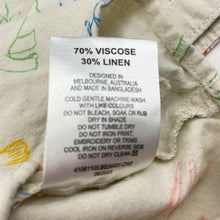 70% VISCOSE
30% LINEN
DESIGNED IN
MELBOURNE, AUSTRALIA
AND MADE IN BANGLADESH
COLD GENTLE MACHINE WASH
WITH LIKE COLOURS
DO NOT BLEACH, SOAK OR RUB
DRY IN SHADE
DO NOT TUMBLE DRY
DO NOT IRON PRINT,
EMBROIDERY OR TRIMS
COOL IRON ON REVERSE SIDE
DO NOT DRY CLEAN